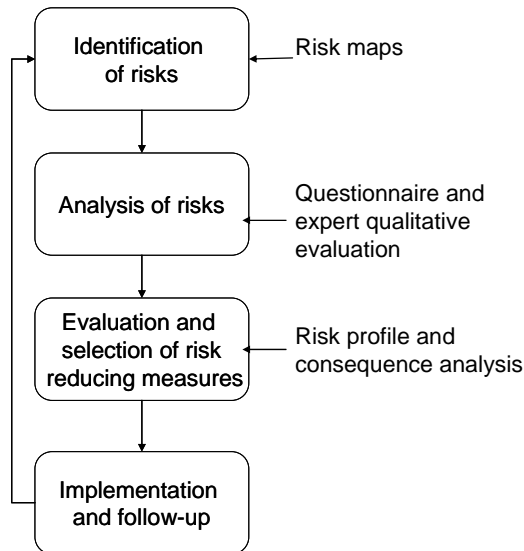 Identification
of risks
Risk maps
Analysis of risks
Questionnaire and
expert qualitative
evaluation
Evaluation and
selection of risk
reducing measures
Risk profile and
consequence analysis
Implementation
and follow-up